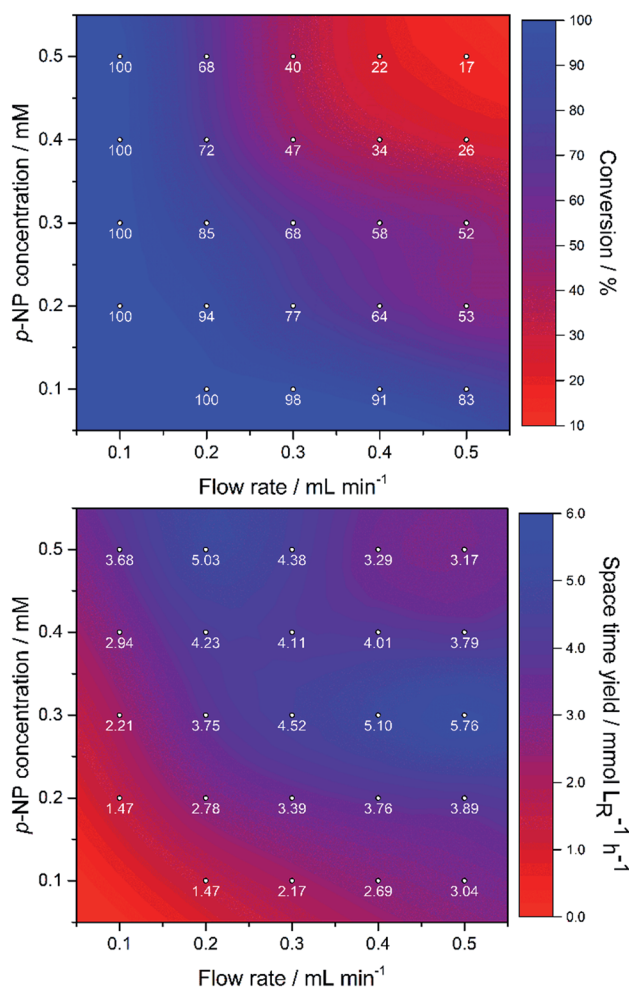 0.5
100 68 40 22 17
0.4
100 72 47 34 26
0.3
100 85 68 58 52
0.2
100 94 77 64 53
0.1
100 98 91 83
0.1 0.2 0.3 0.4 0.5
Flow rate / mL min⁻¹
p-NP concentration / mM
100
90
80
70
60
50
40
30
20
10
Conversion / %
0.5
3.68 5.03 4.38 3.29 3.17
0.4
2.94 4.23 4.11 4.01 3.79
0.3
2.21 3.75 4.52 5.10 5.76
0.2
1.47 2.78 3.39 3.76 3.89
0.1
1.47 2.17 2.69 3.04
0.1 0.2 0.3 0.4 0.5
Flow rate / mL min⁻¹
p-NP concentration / mM
6.0
5.0
4.0
3.0
2.0
1.0
0.0
Space time yield / mmol L_R⁻¹ h⁻¹